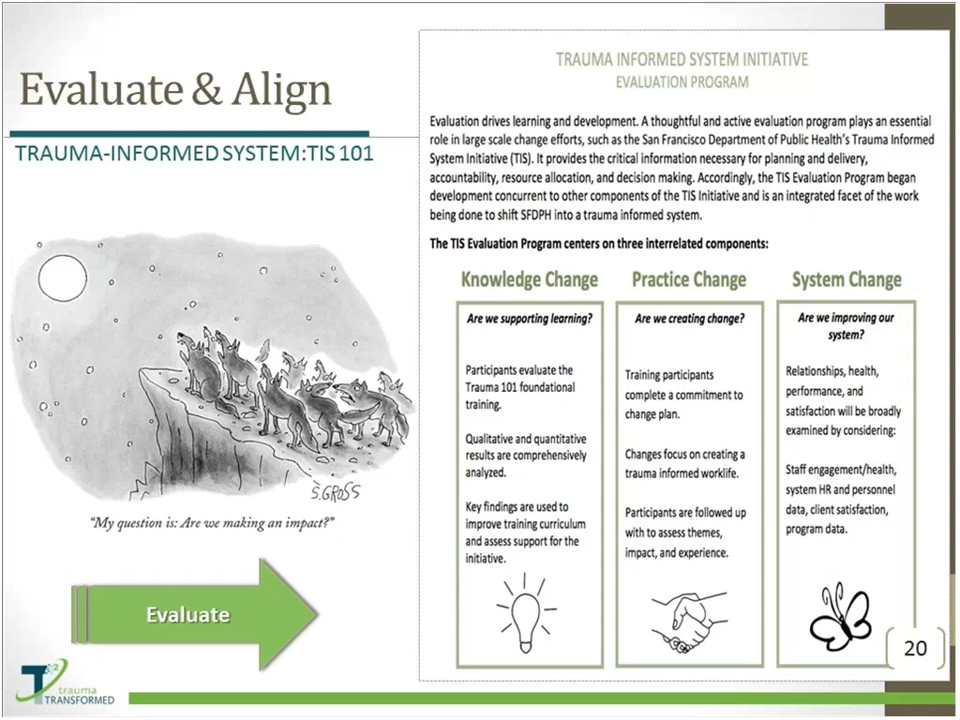 Evaluate & Align
TRAUMA-INFORMED SYSTEM:TIS 101
S.GROSS
"My question is: Are we making an impact?"
Evaluate
trauma
TRANSFORMED
TRAUMA INFORMED SYSTEM INITIATIVE
EVALUATION PROGRAM
Evaluation drives learning and development. A thoughtful and active evaluation program plays an essential
role in large scale change efforts, such as the San Francisco Department of Public Health's Trauma Informed
System Initiative (TIS). It provides the critical information necessary for planning and delivery,
accountability, resource allocation, and decision making. Accordingly, the TIS Evaluation Program began
development concurrent to other components of the TIS Initiative and is an integrated facet of the work
being done to shift SFDPH into a trauma informed system.
The TIS Evaluation Program centers on three interrelated components:
Knowledge Change
Are we supporting learning?
Participants evaluate the
Trauma 101 foundational
training.
Qualitative and quantitative
results are comprehensively
analyzed.
Key findings are used to
improve training curriculum
and assess support for the
initiative.
Practice Change
Are we creating change?
Training participants
complete a commitment to
change plan.
Changes focus on creating a
trauma informed worklife.
Participants are followed up
with to assess themes,
impact, and experience.
System Change
Are we improving our
system?
Relationships, health,
performance, and
satisfaction will be broadly
examined by considering:
Staff engagement/health,
system HR and personnel
data, client satisfaction,
program data.
20